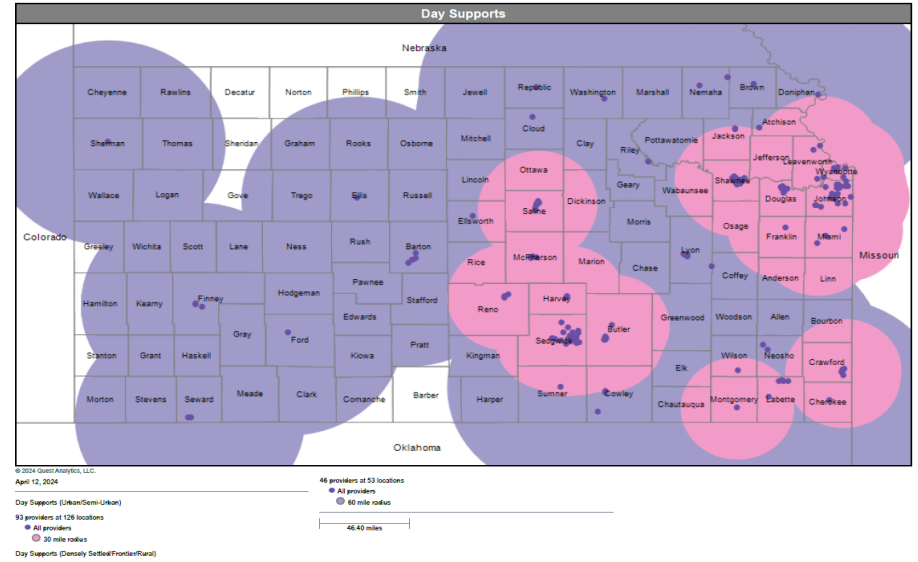 Day Supports
Nebraska
Cheyenne Rawlins Decatur Norton Phillips Smith Jewell Republic Washington Marshall Nemaha Brown Doniphan
Atchison
Cloud
Sherman Thomas Sheridan Graham Rooks Osborne Mitchell Clay Riley Pottawatomie Jackson
Jefferson Leavenworth
Ottawa Wyandotte
Lincoln Geary Wabaunsee Shawnee
Wallace Logan Gove Trego Ellis Russell Dickinson Douglas Johnson
Saline
Ellsworth Morris Osage
Colorado Greeley Wichita Scott Lane Ness Rush Barton Franklin Miami
Lyon Missouri
Rice McPherson Marion Chase
Coffey Anderson Linn
Pawnee
Hamilton Kearny Finney Hodgeman Stafford Reno Harvey
Edwards Greenwood Woodson Allen Bourbon
Gray Ford Sedgwick Butler
Pratt
Stanton Grant Haskell Kiowa Kingman Wilson Neosho Crawford
Elk
Morton Stevens Seward Meade Clark Comanche Barber Harper Sumner Cowley Chautauqua Montgomery Labette Cherokee
Oklahoma
© 2024 Quest Analytics, LLC.
April 12, 2024
Day Supports (Urban/Semi-Urban)
93 providers at 126 locations
All providers
30 mile radius
Day Supports (Densely Settled/Frontier/Rural)
46 providers at 53 locations
All providers
60 mile radius
46.40 miles